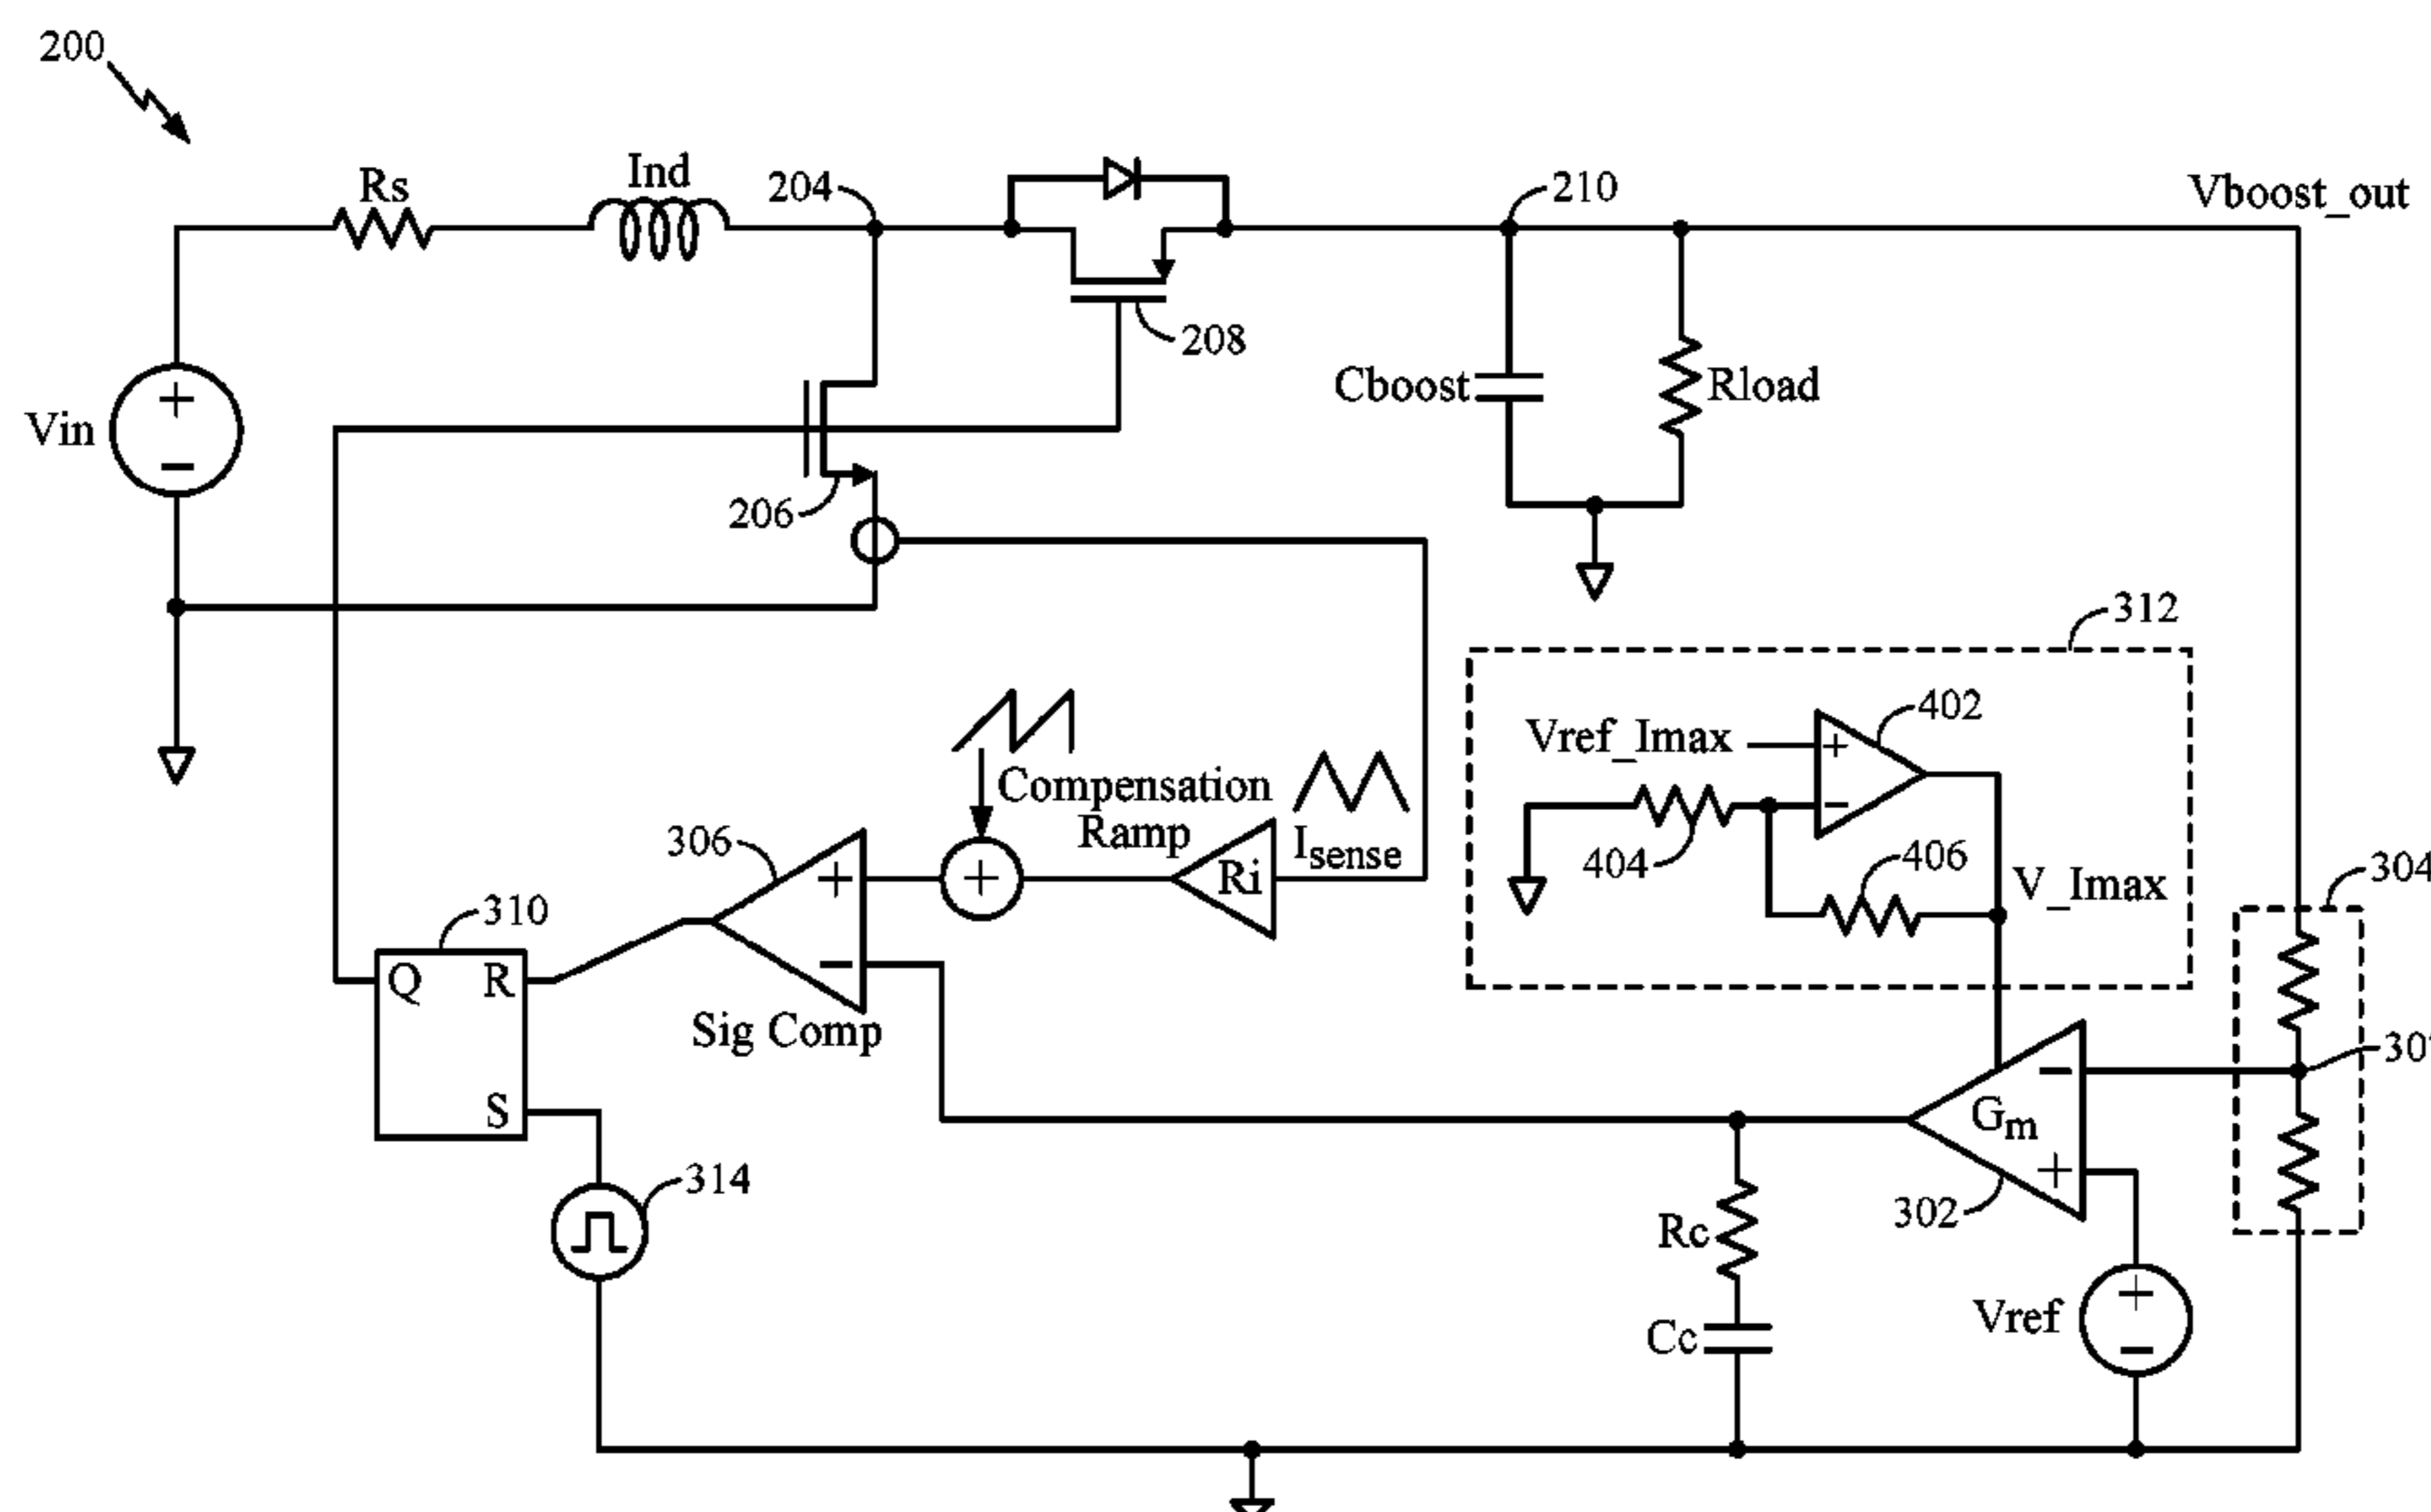 200
Rs
Ind
204
210
Vboost_out
208
Vin
+
−
Cboost
Rload
206
312
Vref_Imax
+
−
402
404
406
V_Imax
304
Compensation
Ramp
Isense
Ri
306
+
+
−
Sig Comp
310
Q
R
S
314
−
Gm
+
302
Rc
Cc
Vref
+
−